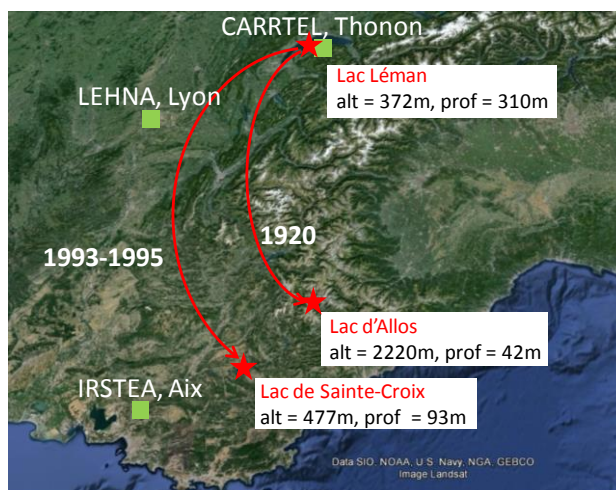 CARRTEL, Thonon
Lac Léman
alt = 372m, prof = 310m
LEHNA, Lyon
1920
1993-1995
Lac d'Allos
alt = 2220m, prof = 42m
IRSTEA, Aix
Lac de Sainte-Croix
alt = 477m, prof  = 93m
Data SIO, NOAA, U.S. Navy, NGA, GEBCO
Image Landsat